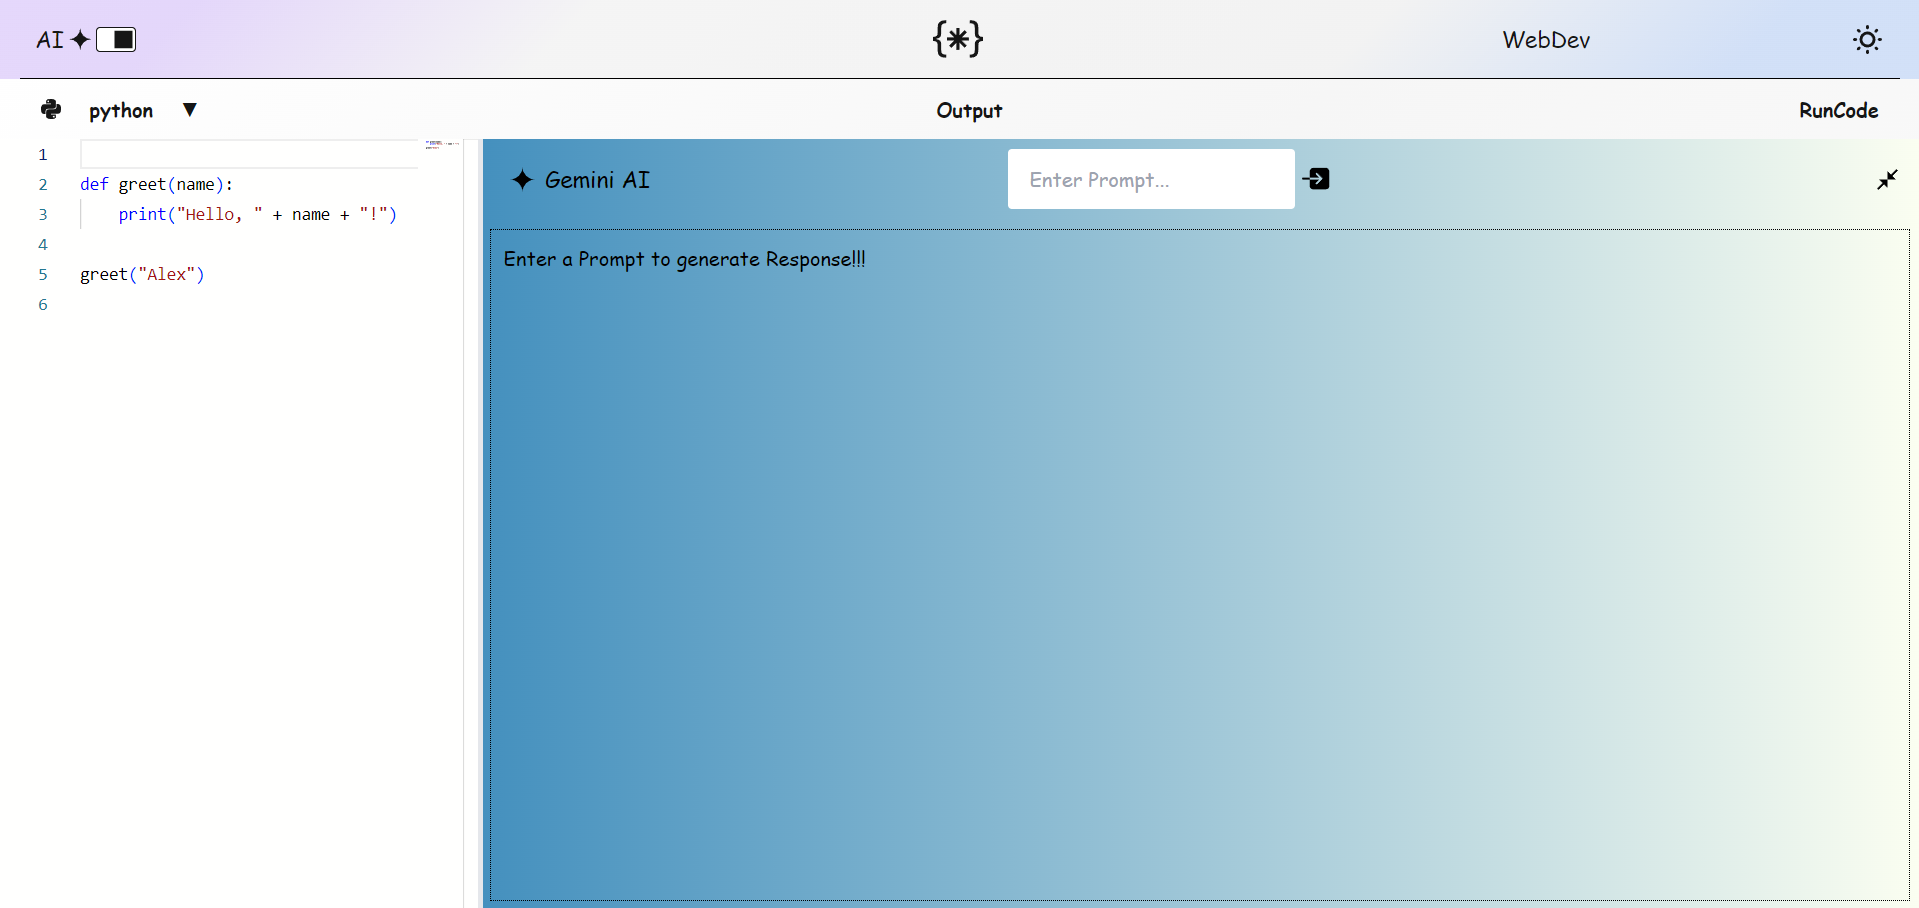 AI
{*}
WebDev
python ▼
Output
RunCode
1
2 def greet(name):
3 print("Hello, " + name + "!")
4
5 greet("Alex")
6
Gemini AI
Enter Prompt...
Enter a Prompt to generate Response!!!